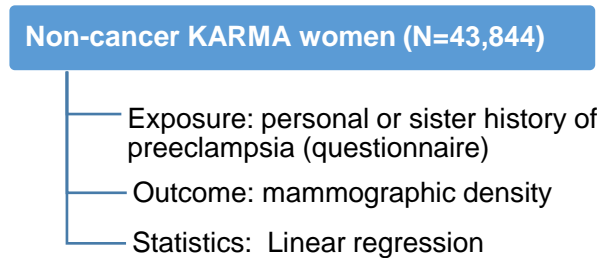 Non-cancer KARMA women (N=43,844)
Exposure: personal or sister history of
preeclampsia (questionnaire)
Outcome: mammographic density
Statistics:  Linear regression